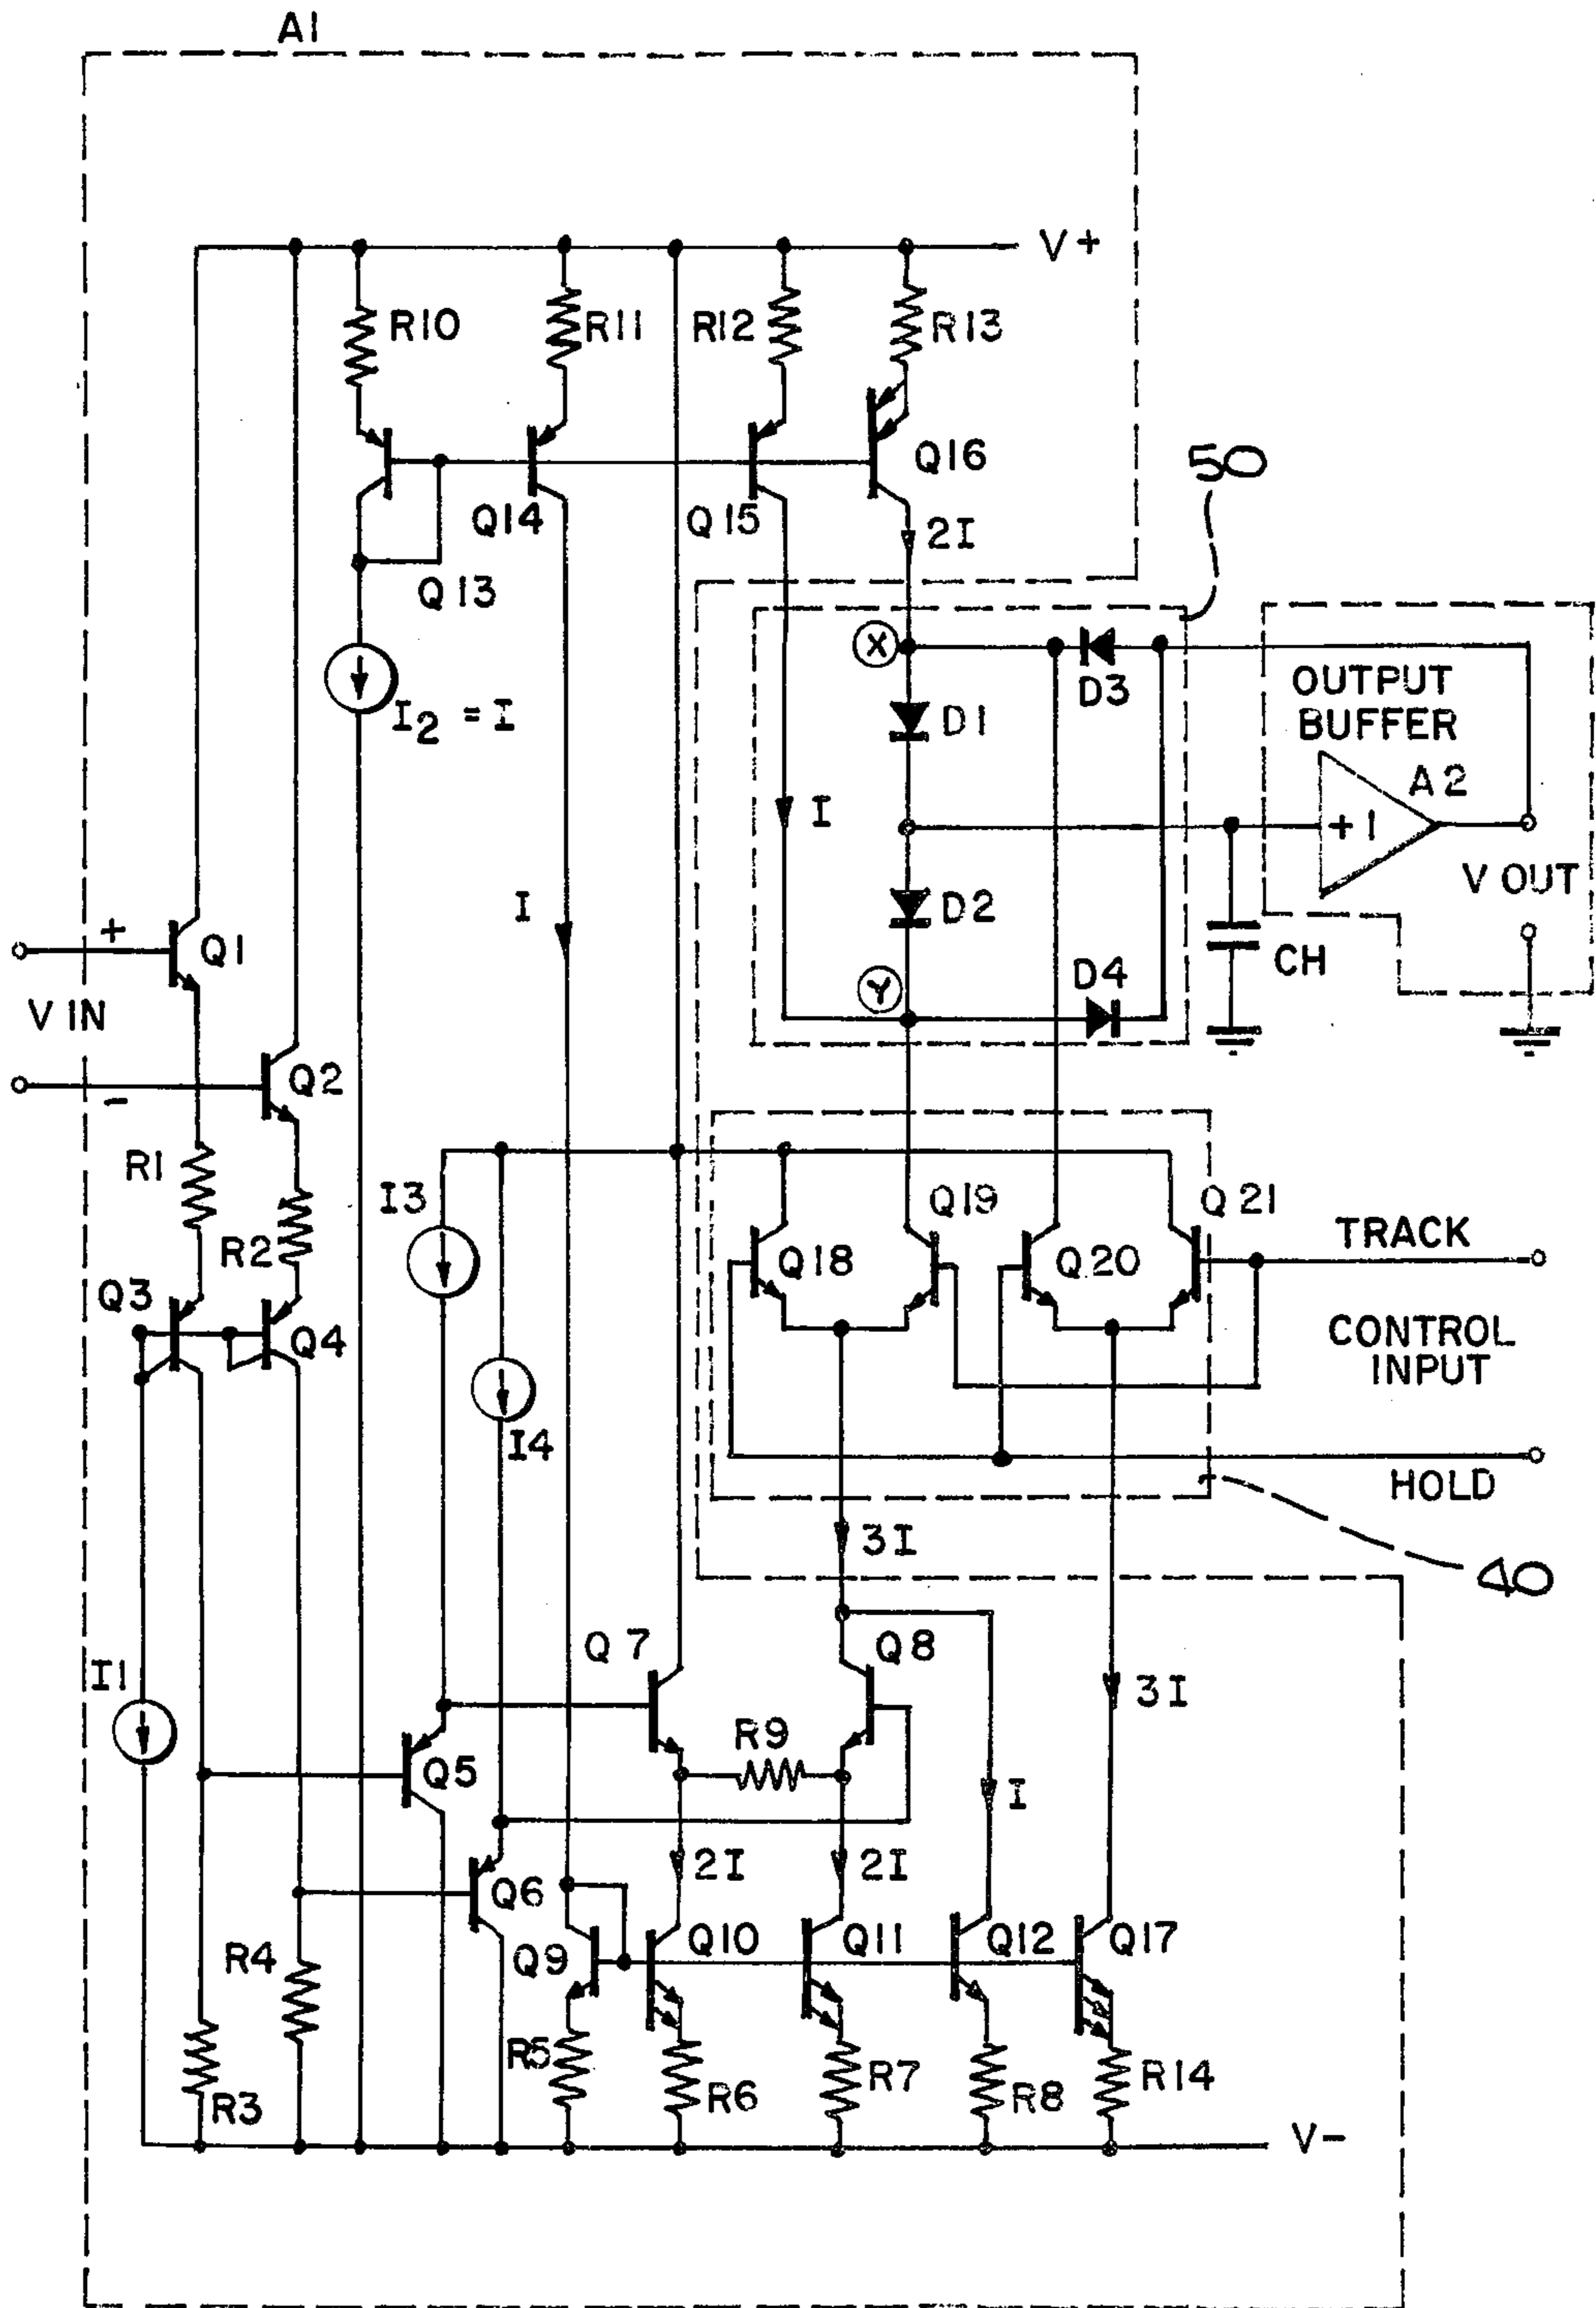 A1
V+
R10
R11
R12
R13
Q16
50
Q14
Q15
2I
Q13
X
D3
OUTPUT
BUFFER
I2 = I
D1
A2
I
+1
V OUT
I
D2
+
Q1
Y
D4
CH
V IN
Q2
-
R1
I3
Q19
Q21
R2
Q18
Q20
TRACK
Q3
Q4
CONTROL
INPUT
I4
HOLD
3I
40
Q7
Q8
I1
3I
R9
Q5
I
2I
2I
Q6
Q9
Q10
Q11
Q12
Q17
R4
R5
R3
R6
R7
R8
R14
V-